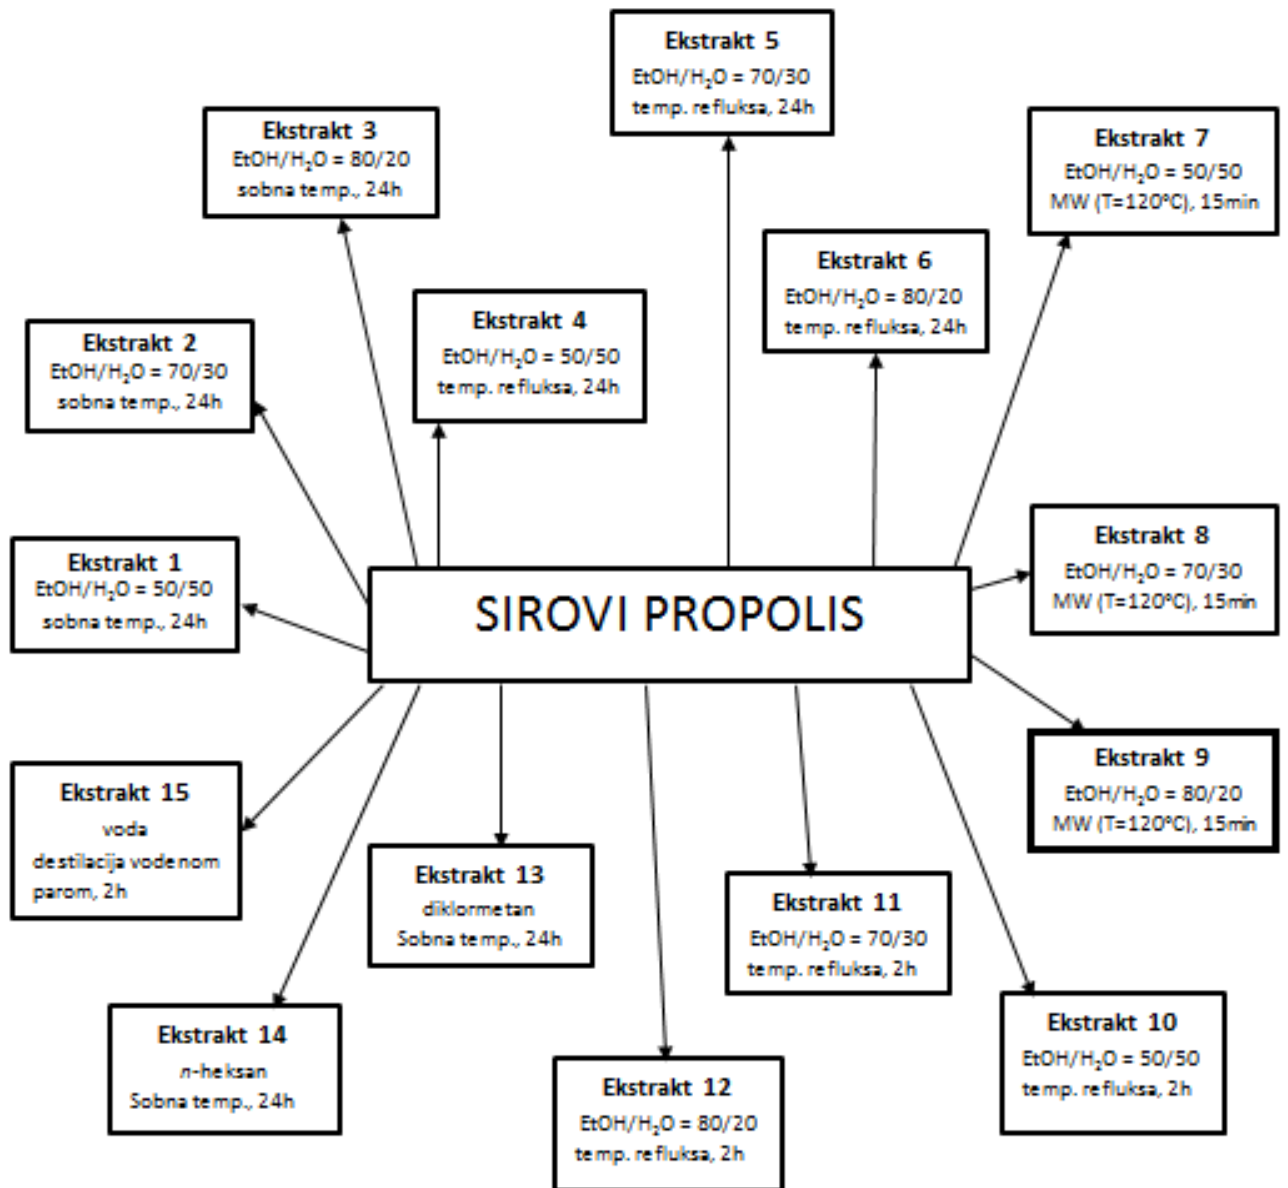 Ekstrakt 5
EtOH/H₂O = 70/30
temp. refluksa, 24h
Ekstrakt 3
EtOH/H₂O = 80/20
sobna temp., 24h
Ekstrakt 7
EtOH/H₂O = 50/50
MW (T=120°C), 15min
Ekstrakt 6
EtOH/H₂O = 80/20
temp. refluksa, 24h
Ekstrakt 4
EtOH/H₂O = 50/50
temp. refluksa, 24h
Ekstrakt 2
EtOH/H₂O = 70/30
sobna temp., 24h
Ekstrakt 8
EtOH/H₂O = 70/30
MW (T=120°C), 15min
Ekstrakt 1
EtOH/H₂O = 50/50
sobna temp., 24h
SIROVI PROPOLIS
Ekstrakt 9
EtOH/H₂O = 80/20
MW (T=120°C), 15min
Ekstrakt 15
voda
destilacija vodenom
parom, 2h
Ekstrakt 13
diklormetan
Sobna temp., 24h
Ekstrakt 11
EtOH/H₂O = 70/30
temp. refluksa, 2h
Ekstrakt 10
EtOH/H₂O = 50/50
temp. refluksa, 2h
Ekstrakt 14
n-heksan
Sobna temp., 24h
Ekstrakt 12
EtOH/H₂O = 80/20
temp. refluksa, 2h